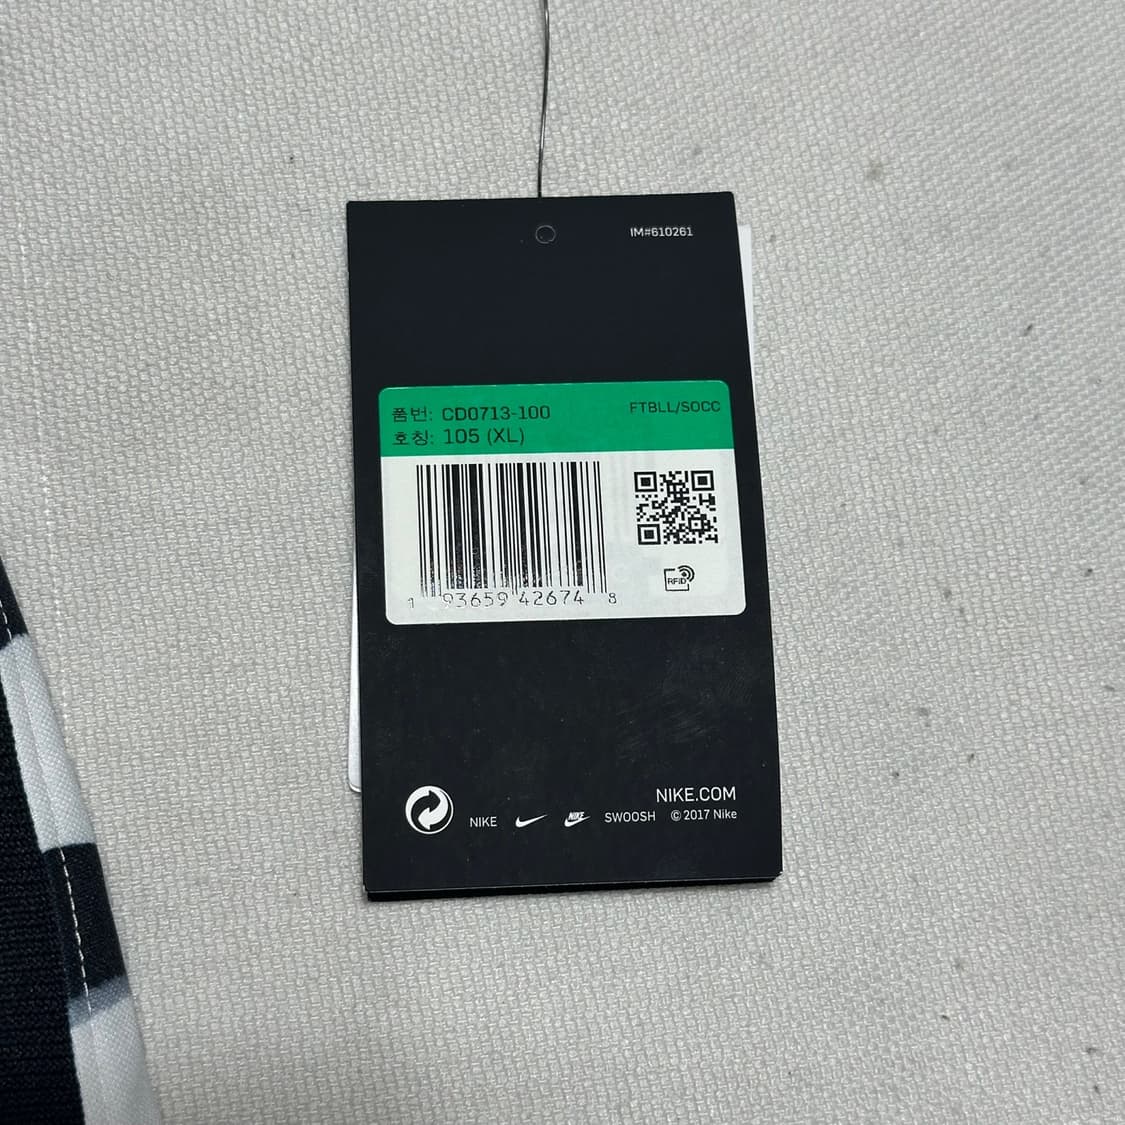 IM#610261
품번: CD0713-100
FTBLL/SOCC
호칭: 105 (XL)
1 93659 42674 8
RFiD
NIKE.COM
NIKE NIKE SWOOSH © 2017 Nike